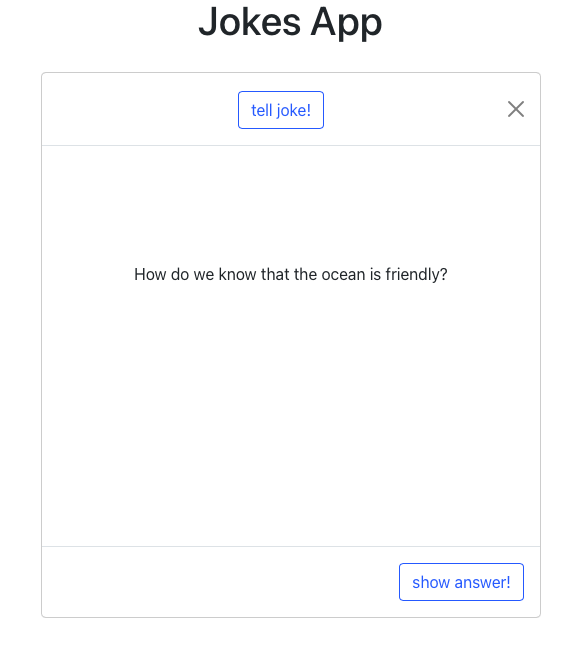 Jokes App
tell joke!
How do we know that the ocean is friendly?
show answer!